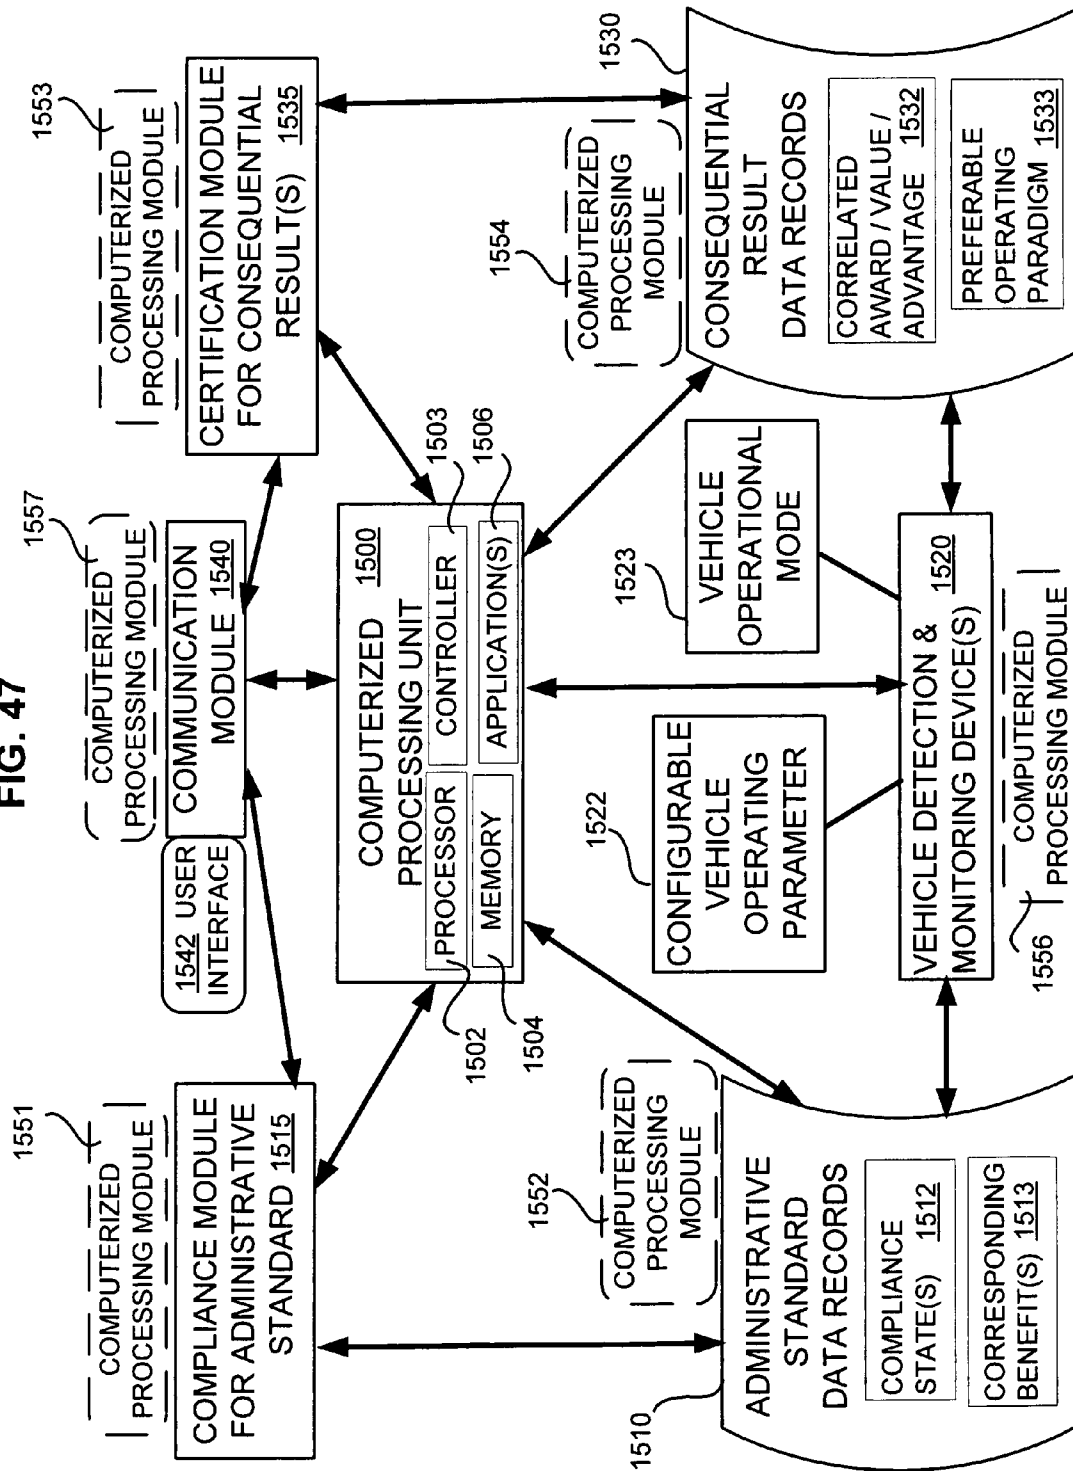 FIG. 47
1551
COMPUTERIZED
PROCESSING MODULE
COMPLIANCE MODULE
FOR ADMINISTRATIVE
STANDARD 1515
1557
COMPUTERIZED
PROCESSING MODULE
1542 USER
INTERFACE
COMMUNICATION
MODULE 1540
1553
COMPUTERIZED
PROCESSING MODULE
CERTIFICATION MODULE
FOR CONSEQUENTIAL
RESULT(S) 1535
COMPUTERIZED
PROCESSING UNIT 1500
PROCESSOR
CONTROLLER
MEMORY
APPLICATION(S)
1502
1504
1503
1506
1552
COMPUTERIZED
PROCESSING
MODULE
1510
ADMINISTRATIVE
STANDARD
DATA RECORDS
COMPLIANCE
STATE(S) 1512
CORRESPONDING
BENEFIT(S) 1513
1522
CONFIGURABLE
VEHICLE
OPERATING
PARAMETER
1523
VEHICLE
OPERATIONAL
MODE
VEHICLE DETECTION &
MONITORING DEVICE(S) 1520
1556
COMPUTERIZED
PROCESSING MODULE
1554
COMPUTERIZED
PROCESSING
MODULE
1530
CONSEQUENTIAL
RESULT
DATA RECORDS
CORRELATED
AWARD / VALUE /
ADVANTAGE 1532
PREFERABLE
OPERATING
PARADIGM 1533